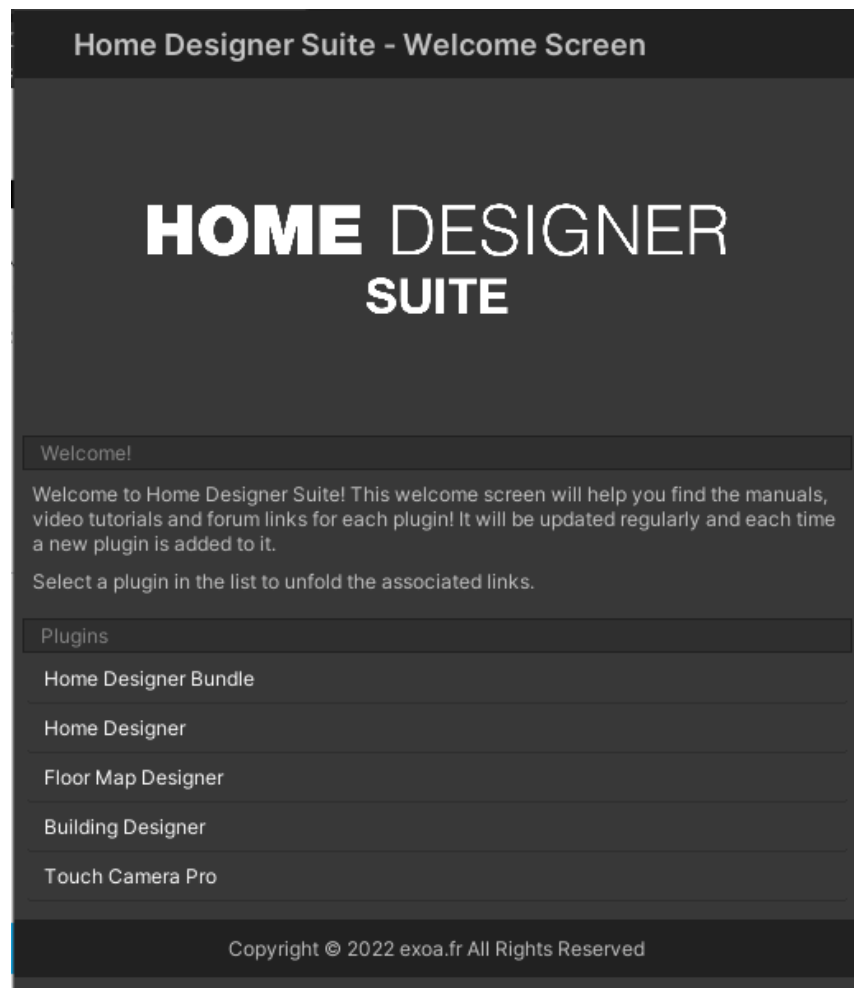 Home Designer Suite - Welcome Screen
HOME DESIGNER
SUITE
Welcome!
Welcome to Home Designer Suite! This welcome screen will help you find the manuals,
video tutorials and forum links for each plugin! It will be updated regularly and each time
a new plugin is added to it.
Select a plugin in the list to unfold the associated links.
Plugins
Home Designer Bundle
Home Designer
Floor Map Designer
Building Designer
Touch Camera Pro
Copyright © 2022 exoa.fr All Rights Reserved